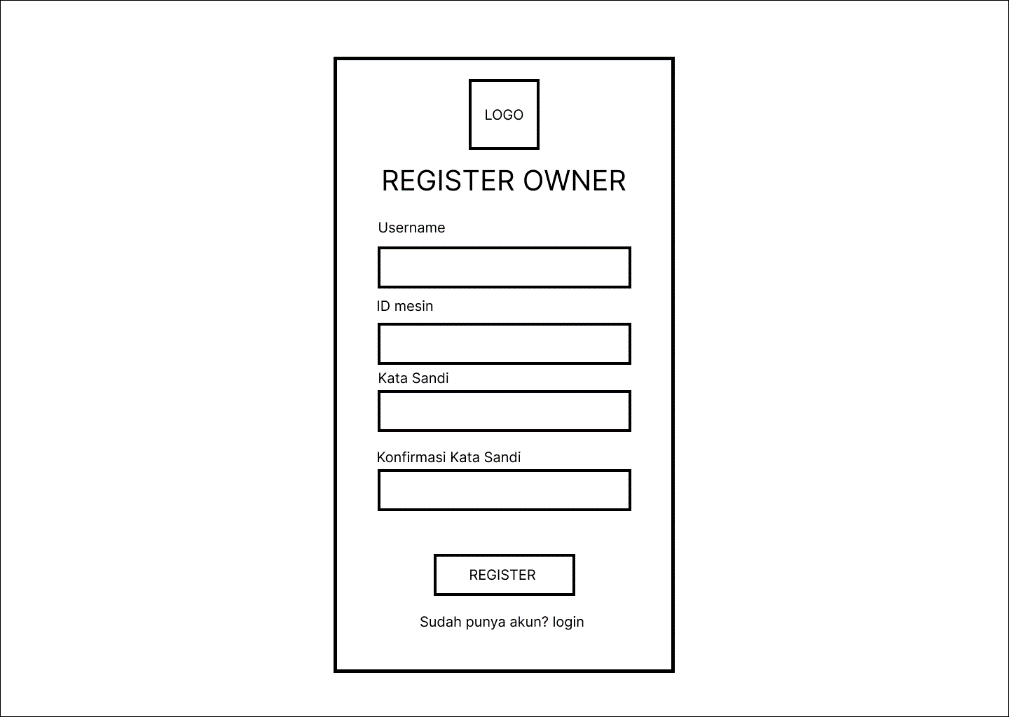 LOGO
REGISTER OWNER
Username
ID mesin
Kata Sandi
Konfirmasi Kata Sandi
REGISTER
Sudah punya akun? login